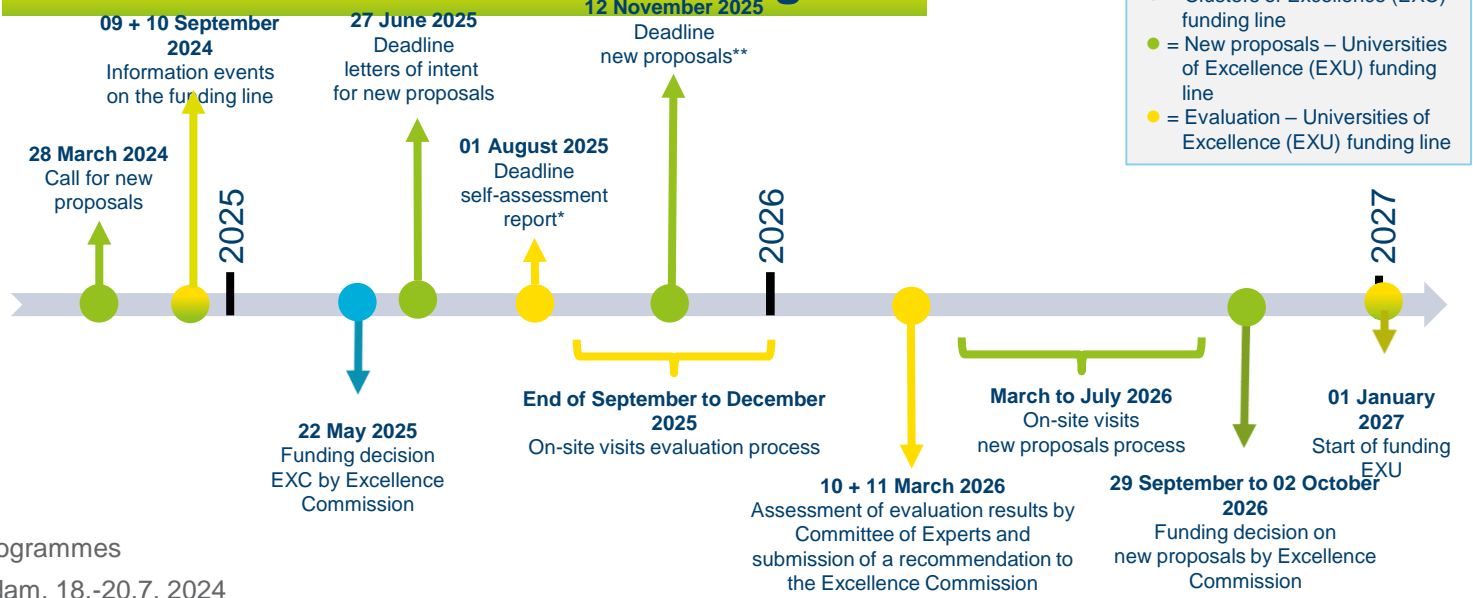 12 November 2025
Deadline
new proposals**
09 + 10 September
2024
Information events
on the funding line
27 June 2025
Deadline
letters of intent
for new proposals
funding line
= New proposals – Universities
of Excellence (EXU) funding
line
= Evaluation – Universities of
Excellence (EXU) funding line
28 March 2024
Call for new
proposals
01 August 2025
Deadline
self-assessment
report*
2025
2026
2027
22 May 2025
Funding decision
EXC by Excellence
Commission
End of September to December
2025
On-site visits evaluation process
10 + 11 March 2026
Assessment of evaluation results by
Committee of Experts and
submission of a recommendation to
the Excellence Commission
March to July 2026
On-site visits
new proposals process
29 September to 02 October
2026
Funding decision on
new proposals by Excellence
Commission
01 January
2027
Start of funding
EXU
ogrammes
dam, 18.-20.7. 2024